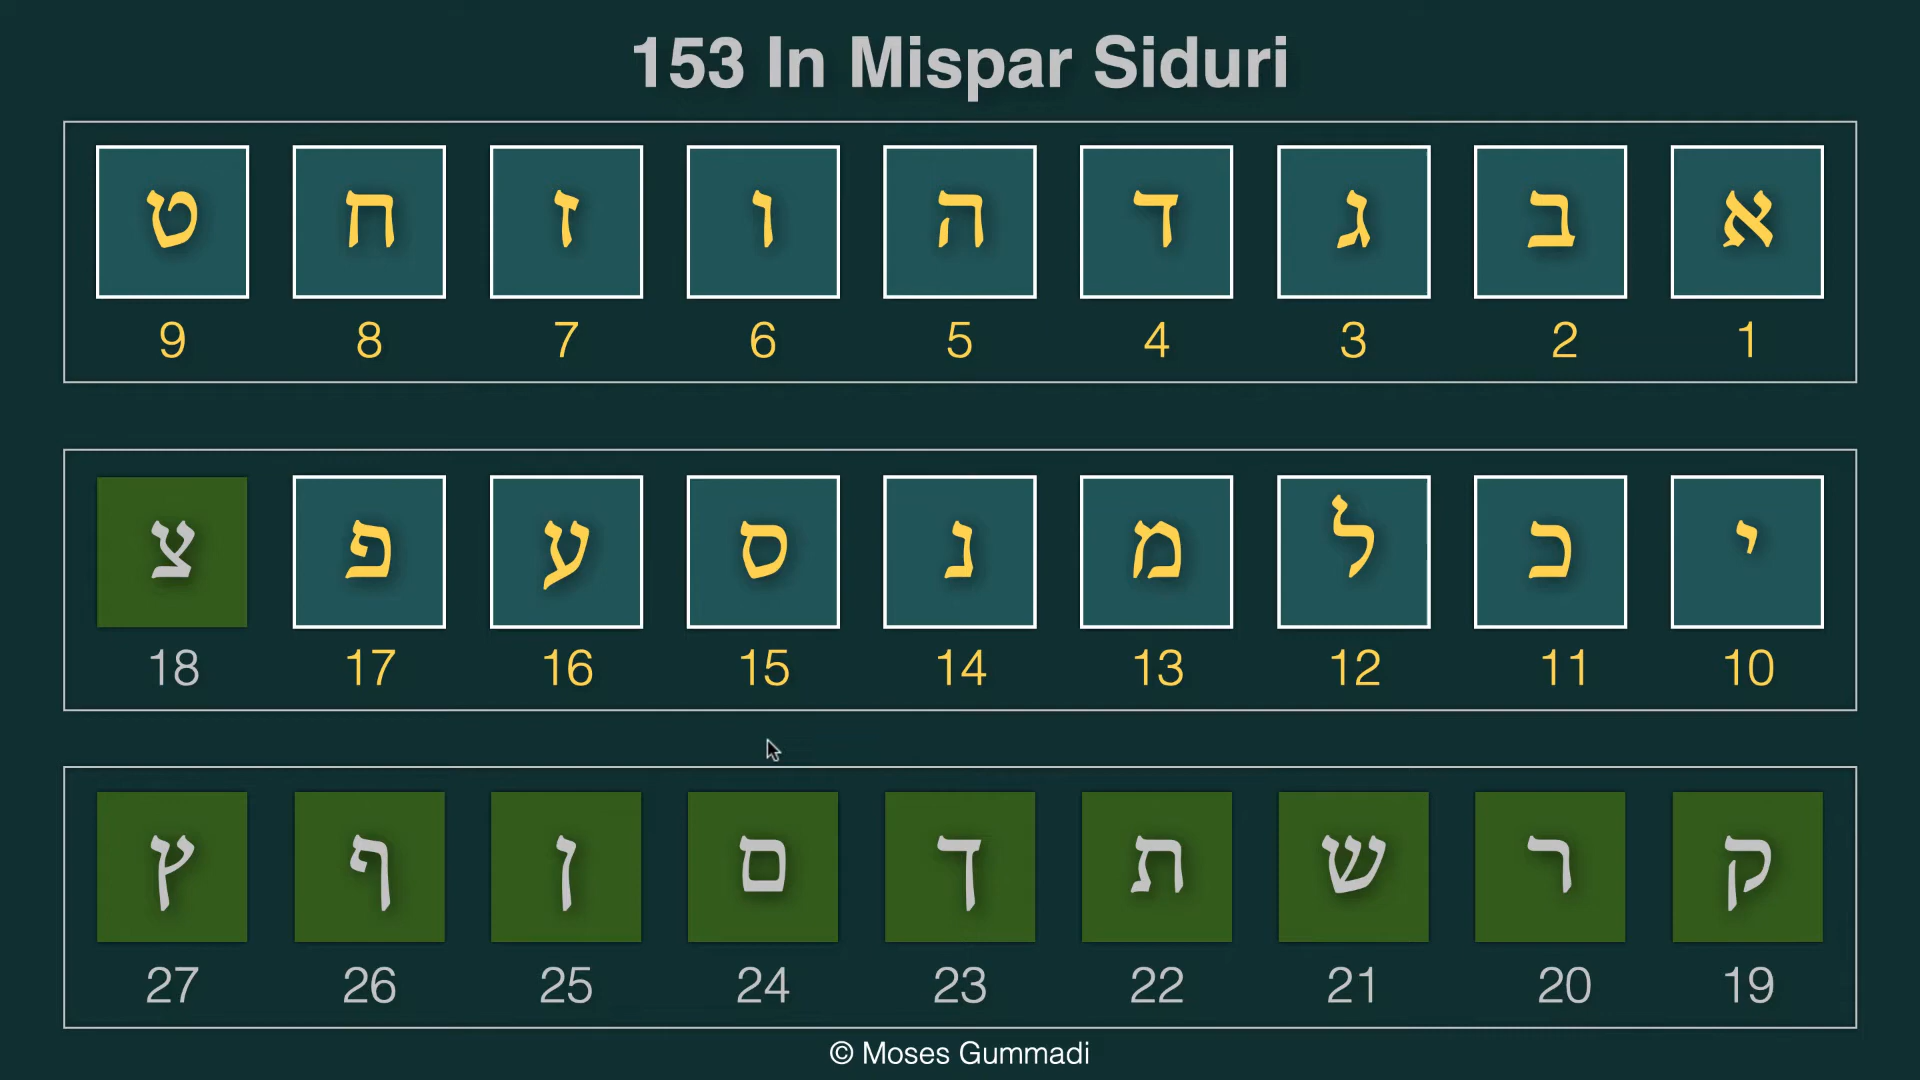 153 In Mispar Siduri
א ב ג ד ה ו ז ח ט
1 2 3 4 5 6 7 8 9
י כ ל מ נ ס ע פ צ
10 11 12 13 14 15 16 17 18
ק ר ש ת ך ם ן ף ץ
19 20 21 22 23 24 25 26 27
© Moses Gummadi